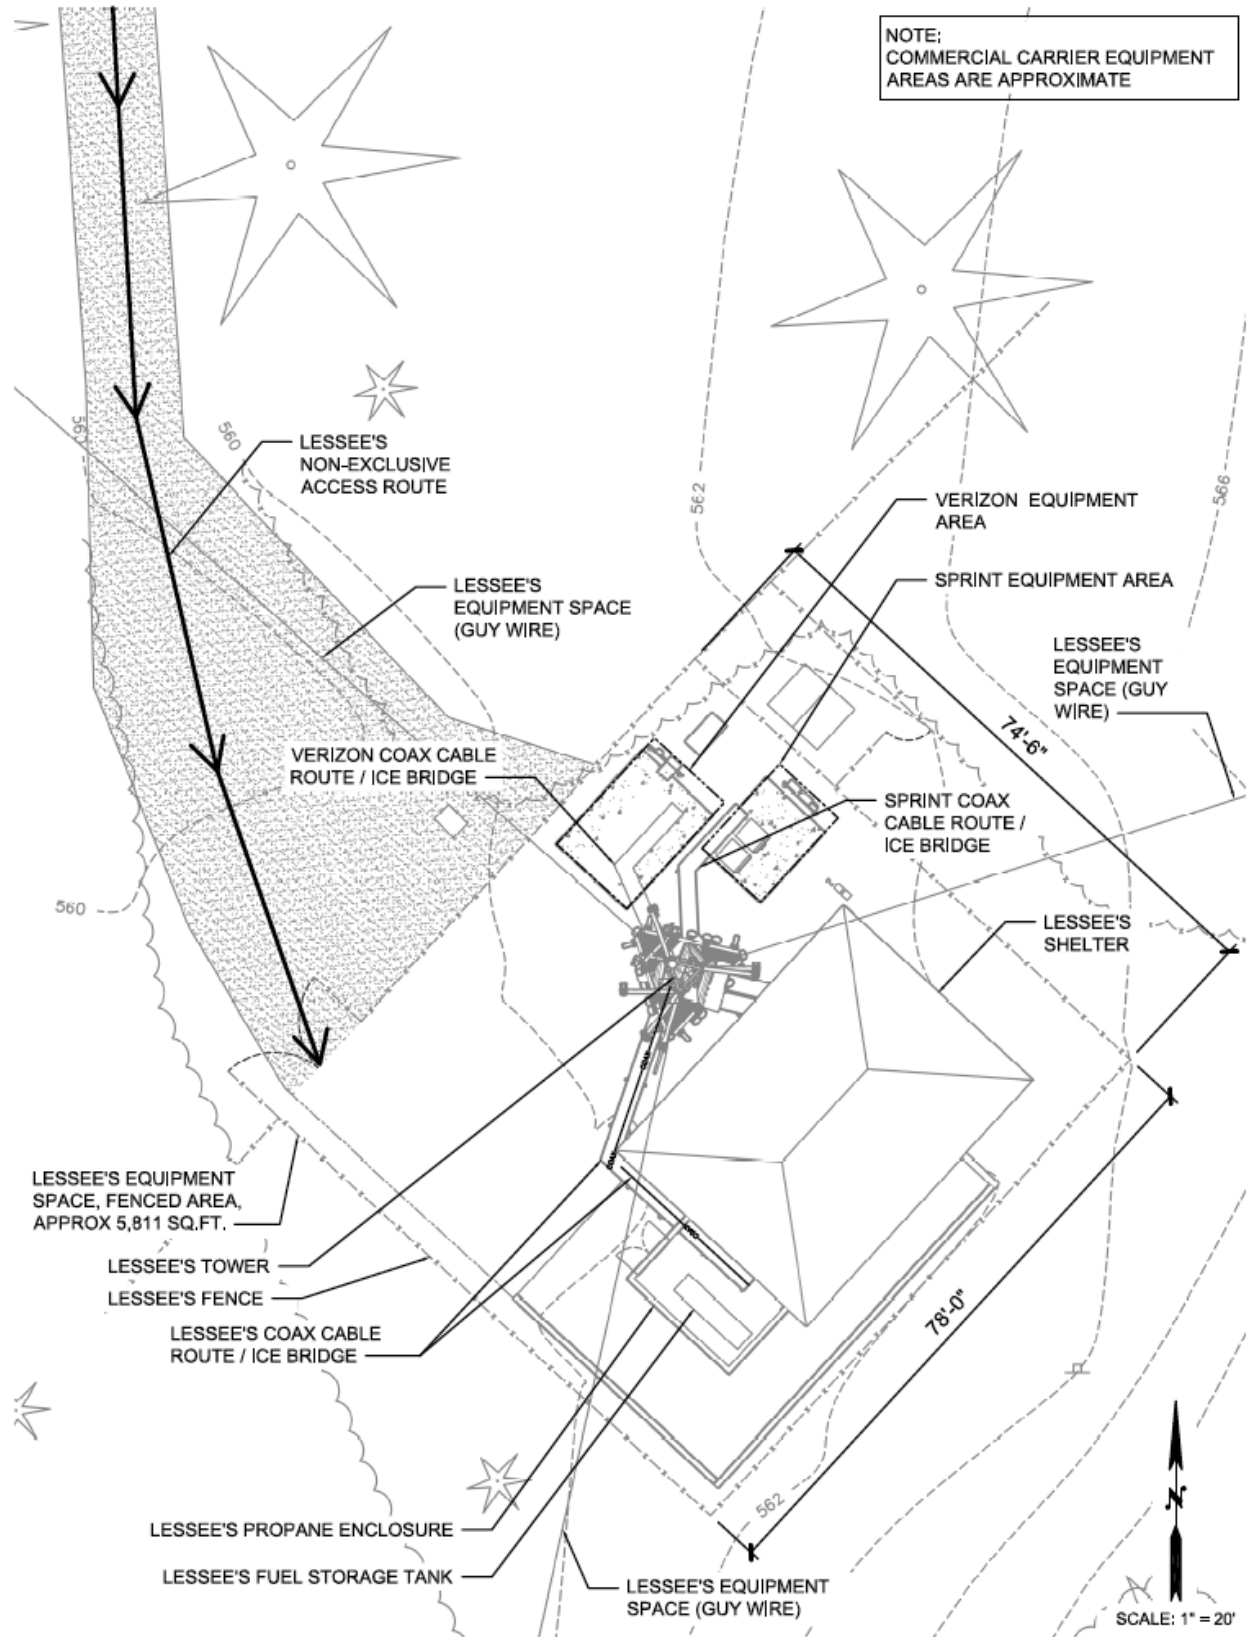 NOTE:
COMMERCIAL CARRIER EQUIPMENT
AREAS ARE APPROXIMATE
560
560
LESSEE'S
NON-EXCLUSIVE
ACCESS ROUTE
562
566
VERIZON EQUIPMENT
AREA
SPRINT EQUIPMENT AREA
LESSEE'S
EQUIPMENT SPACE
(GUY WIRE)
LESSEE'S
EQUIPMENT
SPACE (GUY
WIRE)
74'-6"
VERIZON COAX CABLE
ROUTE / ICE BRIDGE
SPRINT COAX
CABLE ROUTE /
ICE BRIDGE
560
LESSEE'S
SHELTER
COAX
COAX
COAX
LESSEE'S EQUIPMENT
SPACE, FENCED AREA,
APPROX 5,811 SQ.FT.
LESSEE'S TOWER
LESSEE'S FENCE
LESSEE'S COAX CABLE
ROUTE / ICE BRIDGE
78'-0"
562
LESSEE'S PROPANE ENCLOSURE
LESSEE'S FUEL STORAGE TANK
LESSEE'S EQUIPMENT
SPACE (GUY WIRE)
N
SCALE: 1" = 20'